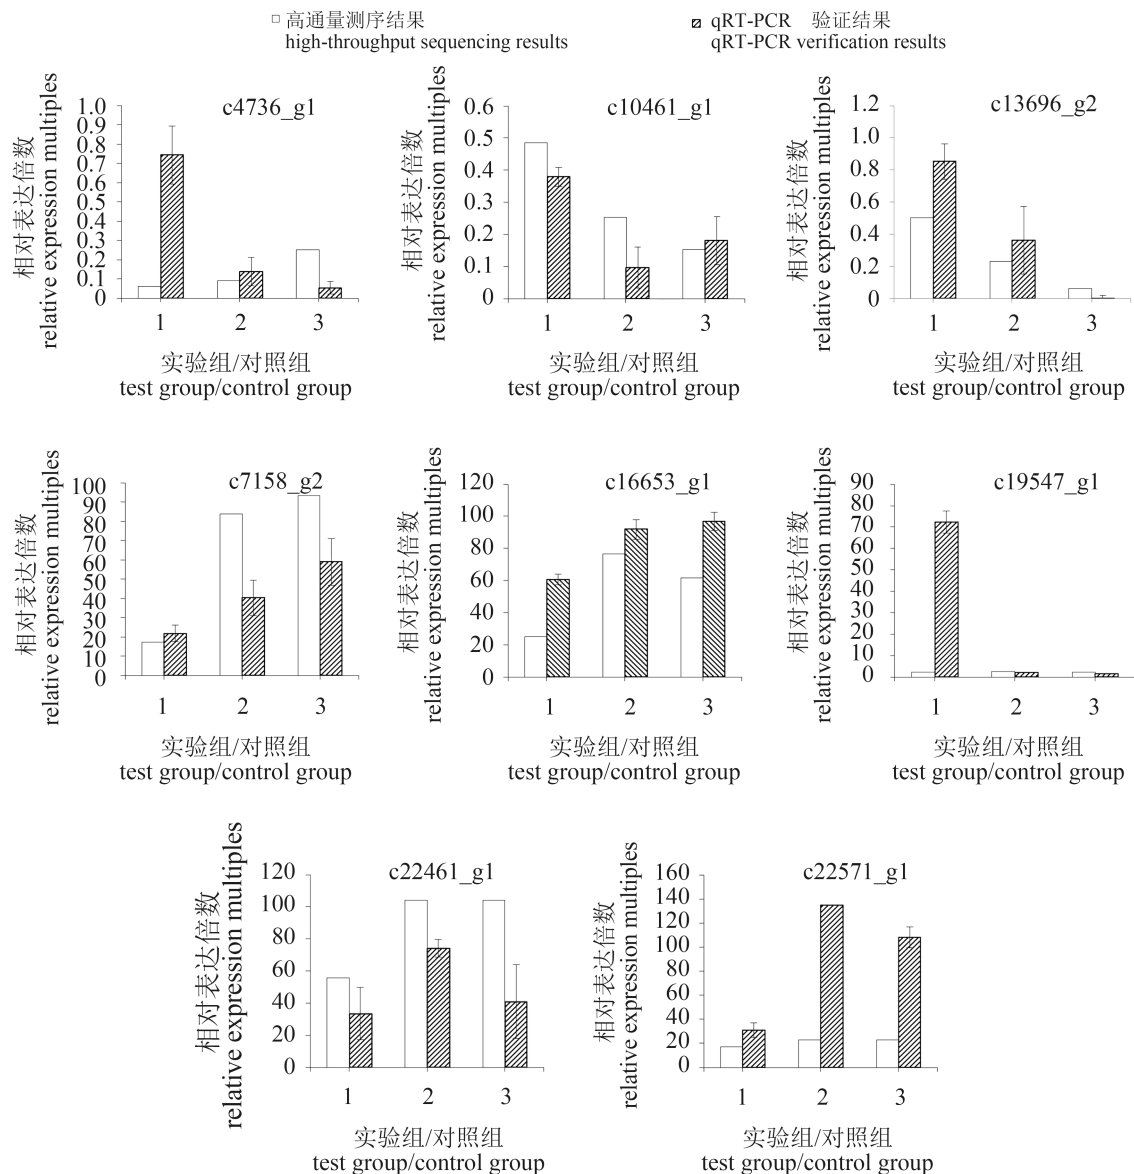 高通量测序结果
high-throughput sequencing results
qRT-PCR 验证结果
qRT-PCR verification results
c4736_g1
相对表达倍数
relative expression multiples
1.0
0.9
0.8
0.7
0.6
0.5
0.4
0.3
0.2
0.1
0
1 2 3
实验组/对照组
test group/control group
c10461_g1
相对表达倍数
relative expression multiples
0.6
0.5
0.4
0.3
0.2
0.1
0
1 2 3
实验组/对照组
test group/control group
c13696_g2
相对表达倍数
relative expression multiples
1.2
1.0
0.8
0.6
0.4
0.2
0
1 2 3
实验组/对照组
test group/control group
c7158_g2
相对表达倍数
relative expression multiples
100
90
80
70
60
50
40
30
20
10
0
1 2 3
实验组/对照组
test group/control group
c16653_g1
相对表达倍数
relative expression multiples
120
100
80
60
40
20
0
1 2 3
实验组/对照组
test group/control group
c19547_g1
相对表达倍数
relative expression multiples
90
80
70
60
50
40
30
20
10
0
1 2 3
实验组/对照组
test group/control group
c22461_g1
相对表达倍数
relative expression multiples
120
100
80
60
40
20
0
1 2 3
实验组/对照组
test group/control group
c22571_g1
相对表达倍数
relative expression multiples
160
140
120
100
80
60
40
20
0
1 2 3
实验组/对照组
test group/control group